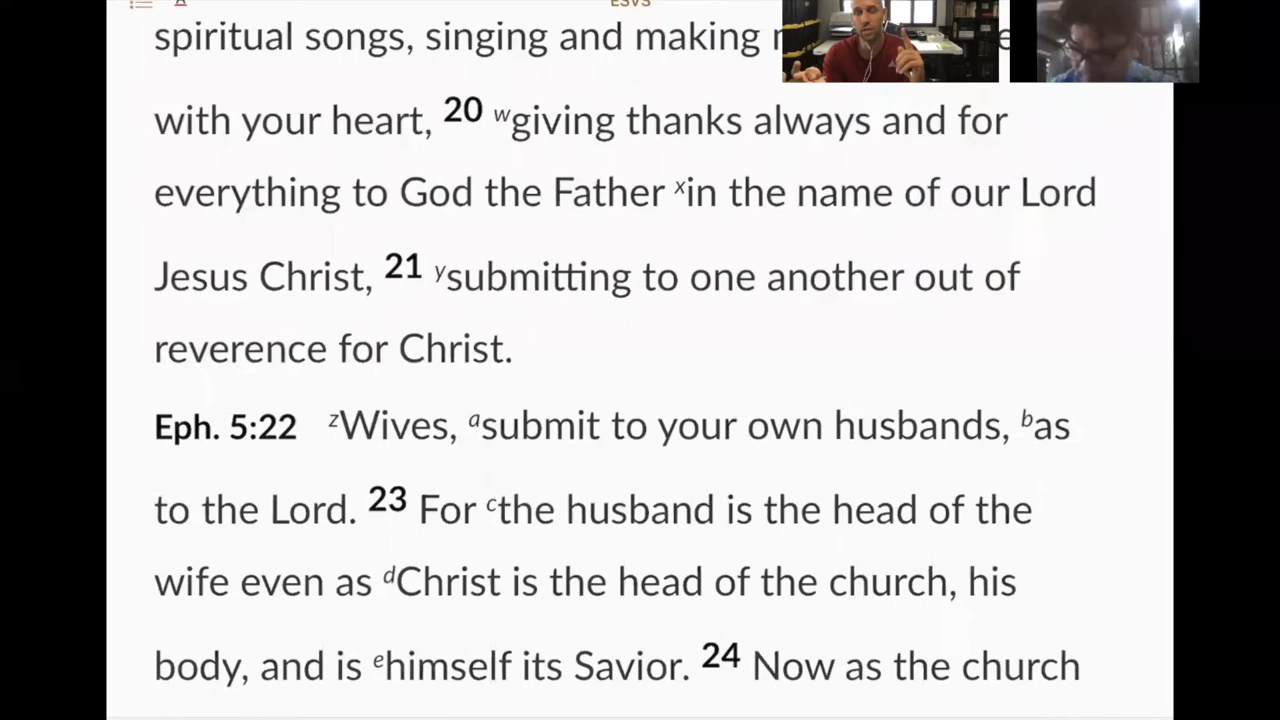 ESVS
spiritual songs, singing and making
with your heart, 20 wgiving thanks always and for
everything to God the Father xin the name of our Lord
Jesus Christ, 21 ysubmitting to one another out of
reverence for Christ.
Eph. 5:22 zWives, asubmit to your own husbands, bas
to the Lord. 23 For cthe husband is the head of the
wife even as dChrist is the head of the church, his
body, and is ehimself its Savior. 24 Now as the church